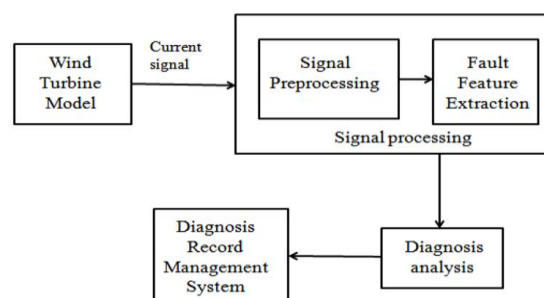 Wind
Turbine
Model
Current
signal
Signal
Preprocessing
Fault
Feature
Extraction
Signal processing
Diagnosis
Record
Management
System
Diagnosis
analysis